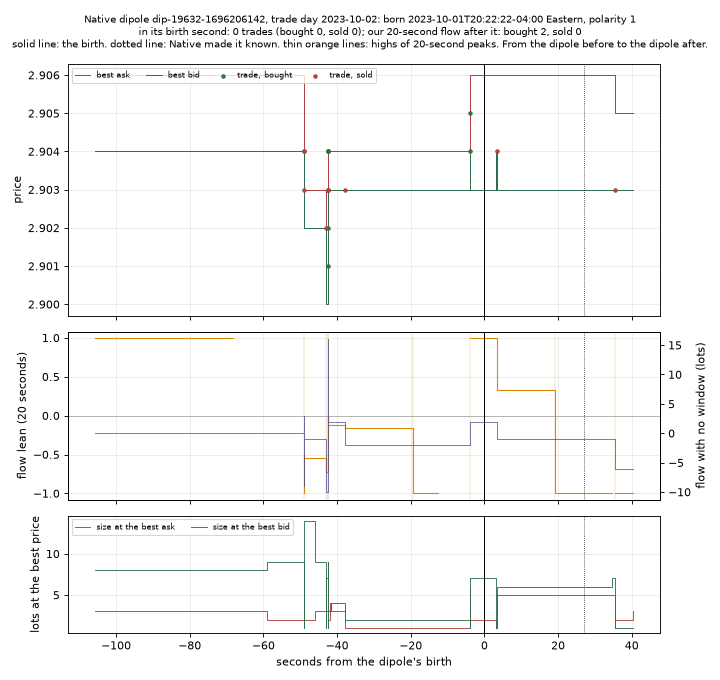 Native dipole dip-19632-1696206142, trade day 2023-10-02: born 2023-10-01T20:22:22-04:00 Eastern, polarity 1
in its birth second: 0 trades (bought 0, sold 0); our 20-second flow after it: bought 2, sold 0
solid line: the birth. dotted line: Native made it known. thin orange lines: highs of 20-second peaks. From the dipole before to the dipole after.
best ask
best bid
trade, bought
trade, sold
2.906
2.905
2.904
2.903
2.902
2.901
2.900
price
1.0
0.5
0.0
−0.5
−1.0
flow lean (20 seconds)
15
10
5
0
−5
−10
flow with no window (lots)
size at the best ask
size at the best bid
10
5
lots at the best price
−100
−80
−60
−40
−20
0
20
40
seconds from the dipole's birth